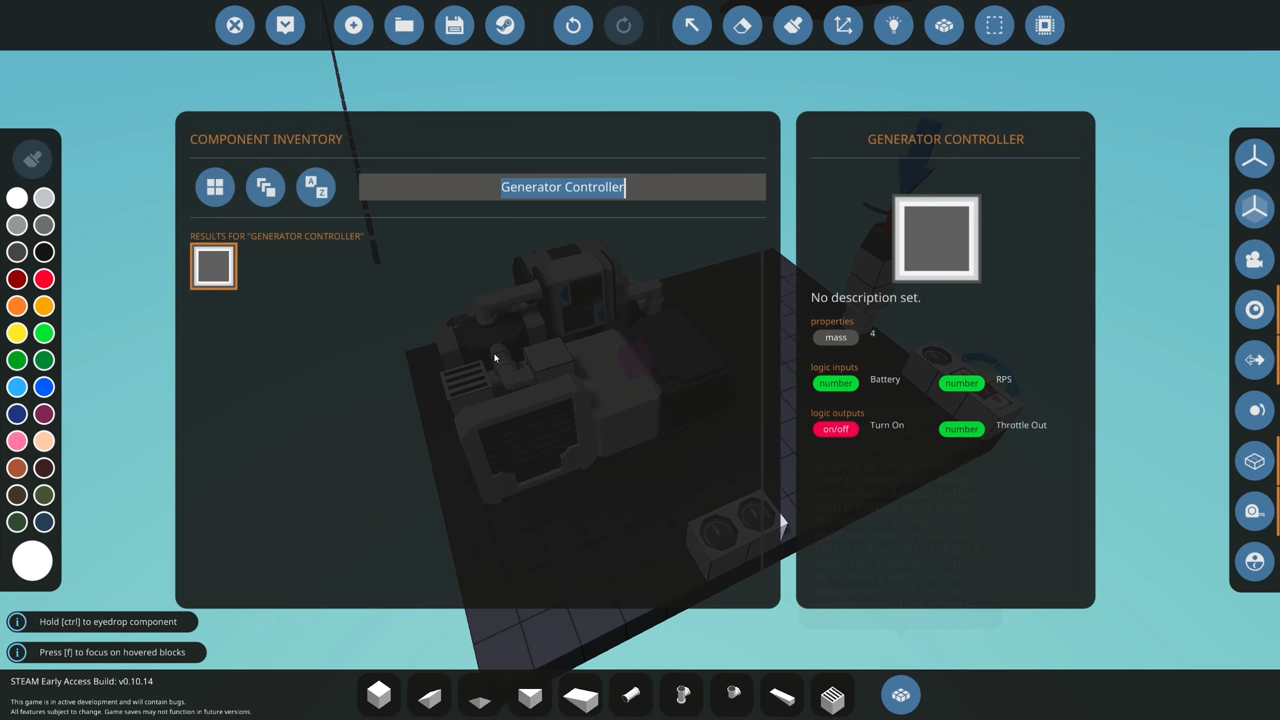 COMPONENT INVENTORY
A
Z
Generator Controller
RESULTS FOR "GENERATOR CONTROLLER"
GENERATOR CONTROLLER
No description set.
properties
mass 4
logic inputs
number Battery number RPS
logic outputs
on/off Turn On number Throttle Out
Hold [ctrl] to eyedrop component
Press [f] to focus on hovered blocks
STEAM Early Access Build: v0.10.14
This game is in active development and will contain bugs.
All features subject to change. Game saves may not function in future versions.